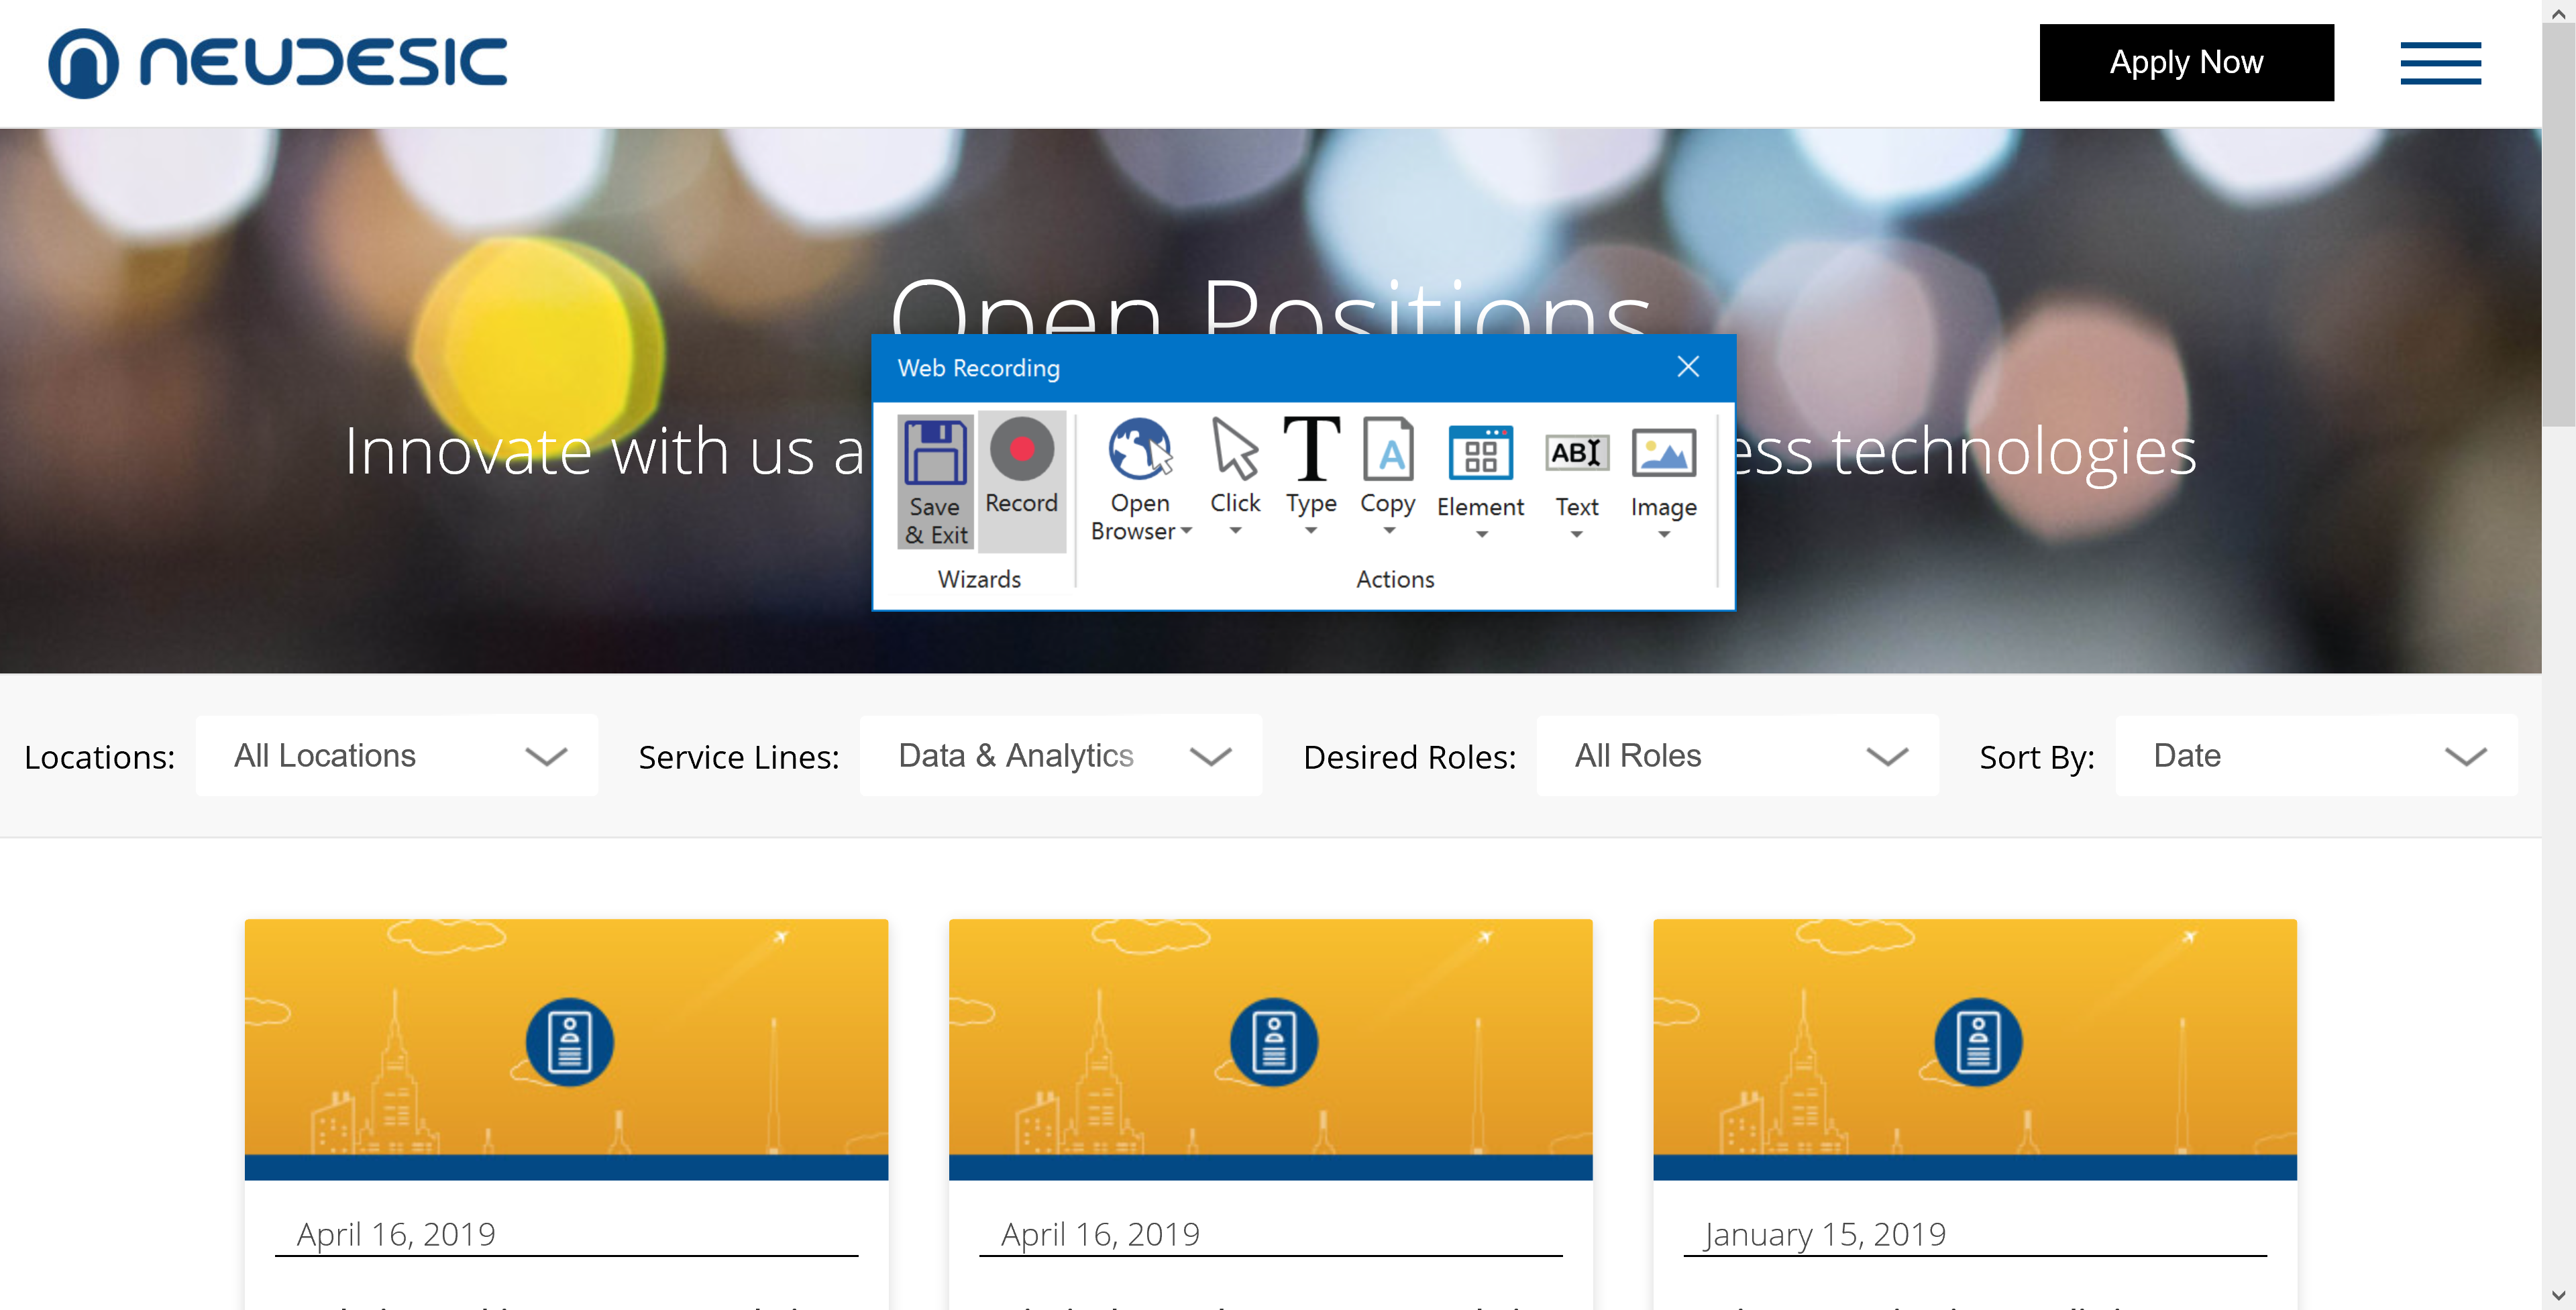 NEUDESIC
Apply Now
Open Positions
Innovate with us a
ess technologies
Web Recording
Save & Exit
Record
Open Browser
Click
Type
Copy
Element
Text
Image
Wizards
Actions
A
T
ABI
Locations: All Locations Service Lines: Data & Analytics Desired Roles: All Roles Sort By: Date
April 16, 2019
April 16, 2019
January 15, 2019